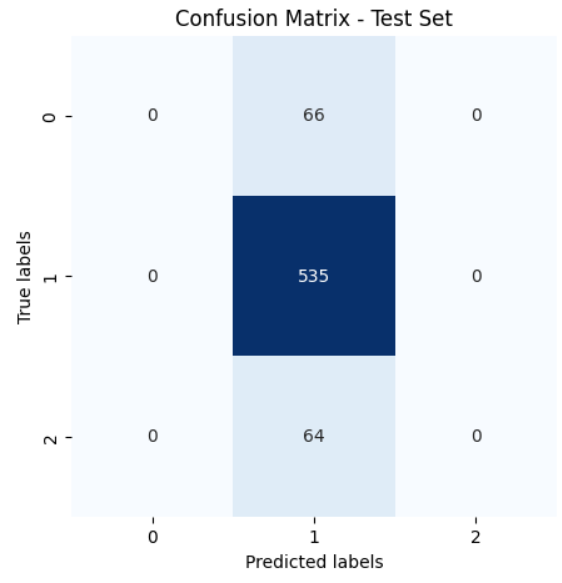 Confusion Matrix - Test Set
0 0 66 0
1 0 535 0
2 0 64 0
True labels
0 1 2
Predicted labels